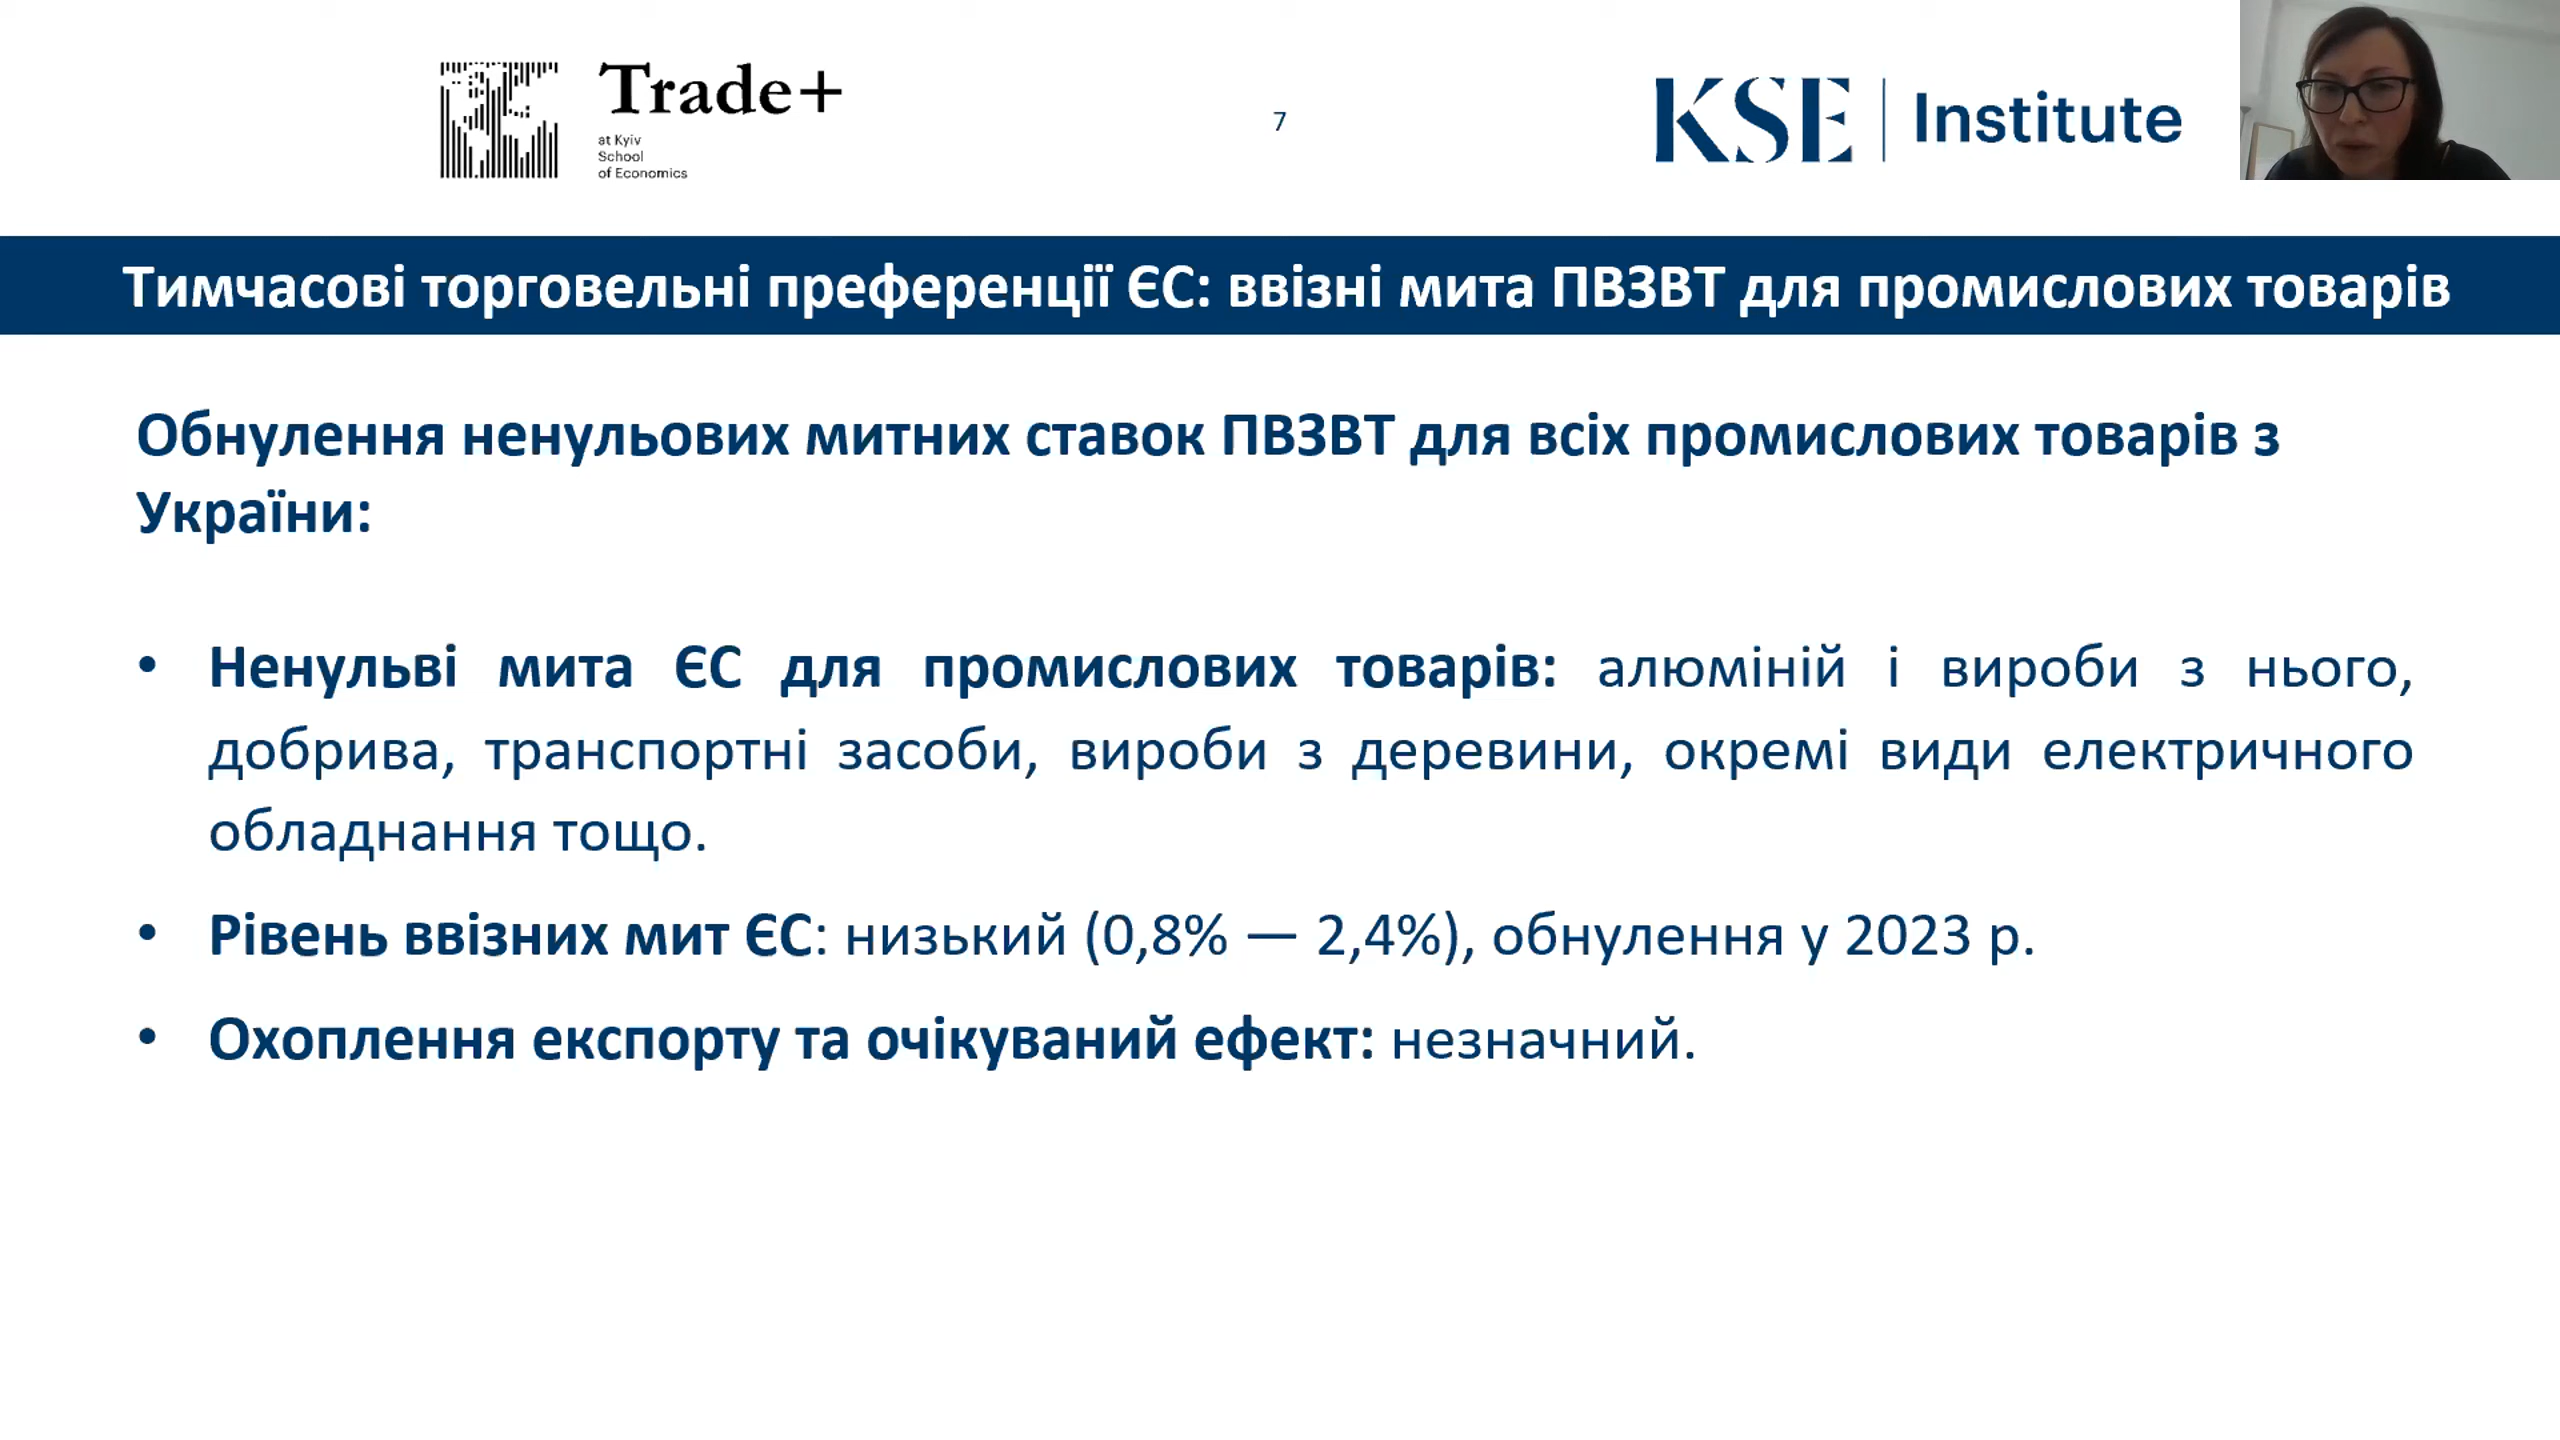 Trade+
at Kyiv
School
of Economics
7
KSE | Institute
Тимчасові торговельні преференції ЄС: ввізні мита ПВЗВТ для промислових товарів
Обнулення ненульових митних ставок ПВЗВТ для всіх промислових товарів з
України:
• Ненульві мита ЄС для промислових товарів: алюміній і вироби з нього,
добрива, транспортні засоби, вироби з деревини, окремі види електричного
обладнання тощо.
• Рівень ввізних мит ЄС: низький (0,8% — 2,4%), обнулення у 2023 р.
• Охоплення експорту та очікуваний ефект: незначний.